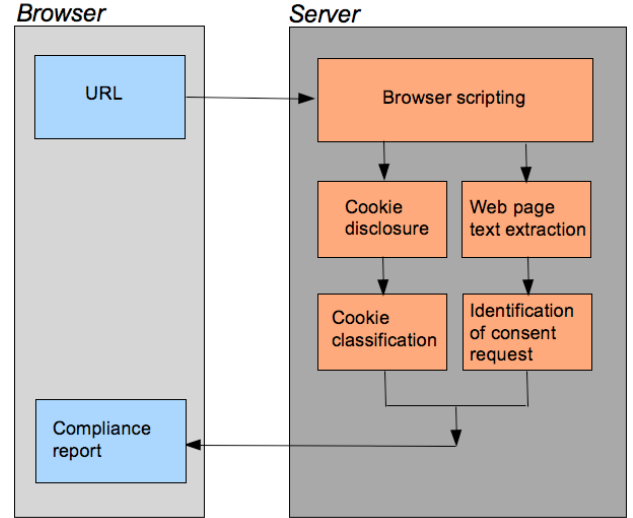 Browser
Server
URL
Browser scripting
Cookie
disclosure
Web page
text extraction
Cookie
classification
Identification
of consent
request
Compliance
report